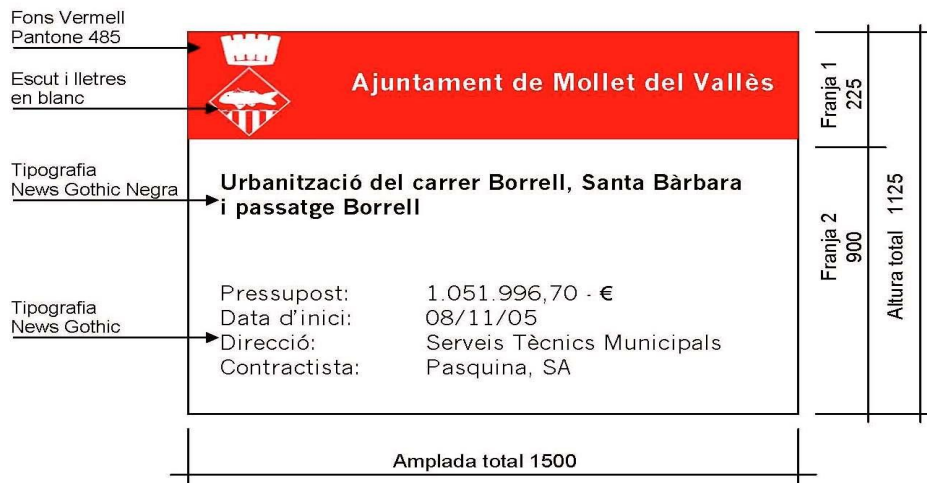 Fons Vermell
Pantone 485
Escut i lletres
en blanc
Tipografia
News Gothic Negra
Tipografia
News Gothic
Ajuntament de Mollet del Vallès
Urbanització del carrer Borrell, Santa Bàrbara
i passatge Borrell
Pressupost: 1.051.996,70 - €
Data d'inici: 08/11/05
Direcció: Serveis Tècnics Municipals
Contractista: Pasquina, SA
Franja 1
225
Franja 2
900
Altura total 1125
Amplada total 1500